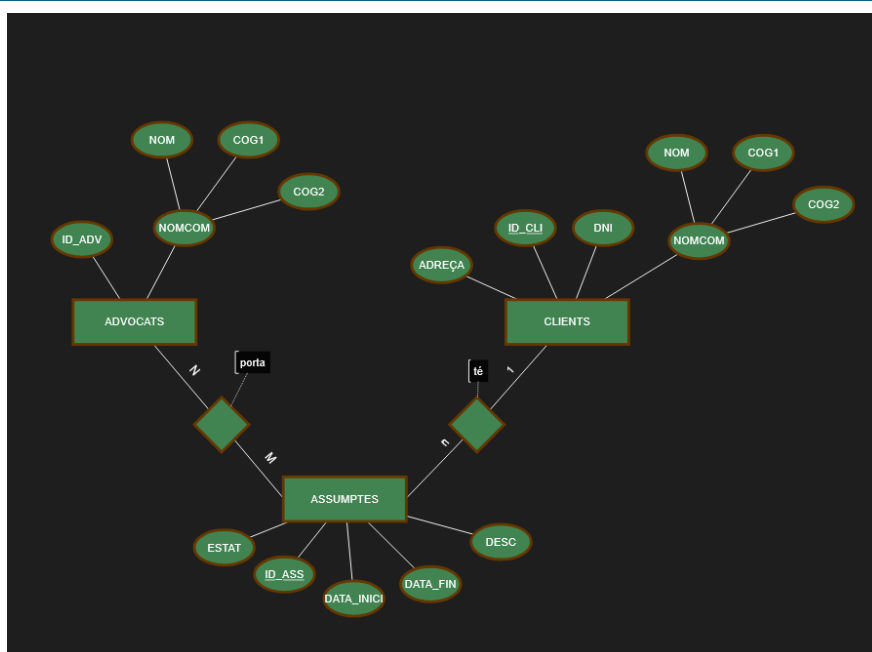 NOM
COG1
COG2
NOMCOM
ID_ADV
ADVOCATS
NOM
COG1
COG2
NOMCOM
ID_CLI
DNI
ADREÇA
CLIENTS
porta
N
M
té
1
n
ASSUMPTES
ESTAT
ID_ASS
DATA_INICI
DATA_FIN
DESC